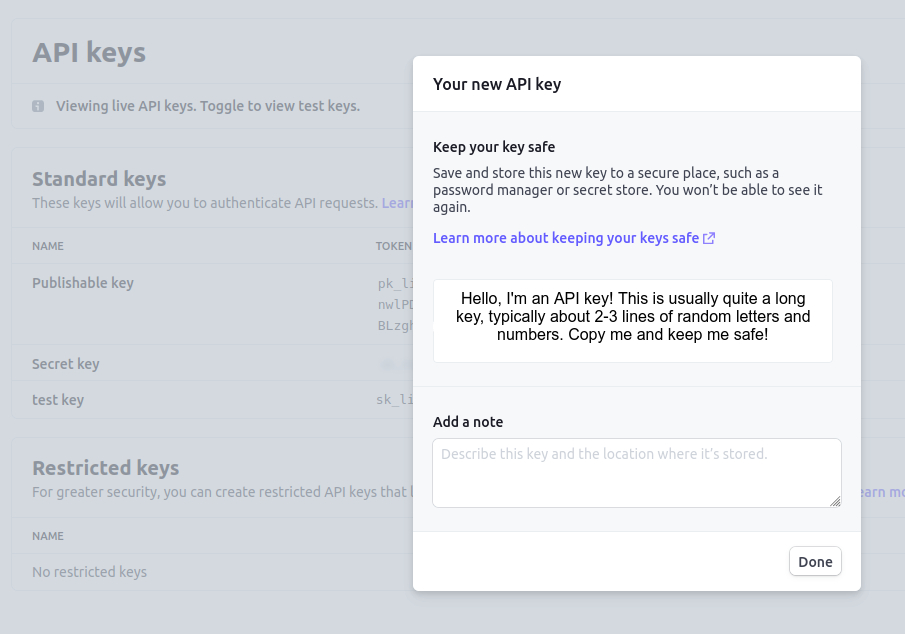 API keys
Viewing live API keys. Toggle to view test keys.
Standard keys
These keys will allow you to authenticate API requests.
NAME
TOKEN
Publishable key
pk_li
nwlPD
BLzgh
Secret key
test key
sk_li
Restricted keys
For greater security, you can create restricted API keys that
NAME
No restricted keys
Your new API key
Keep your key safe
Save and store this new key to a secure place, such as a
password manager or secret store. You won’t be able to see it
again.
Learn more about keeping your keys safe
Hello, I'm an API key! This is usually quite a long
key, typically about 2-3 lines of random letters and
numbers. Copy me and keep me safe!
Add a note
Describe this key and the location where it’s stored.
Done